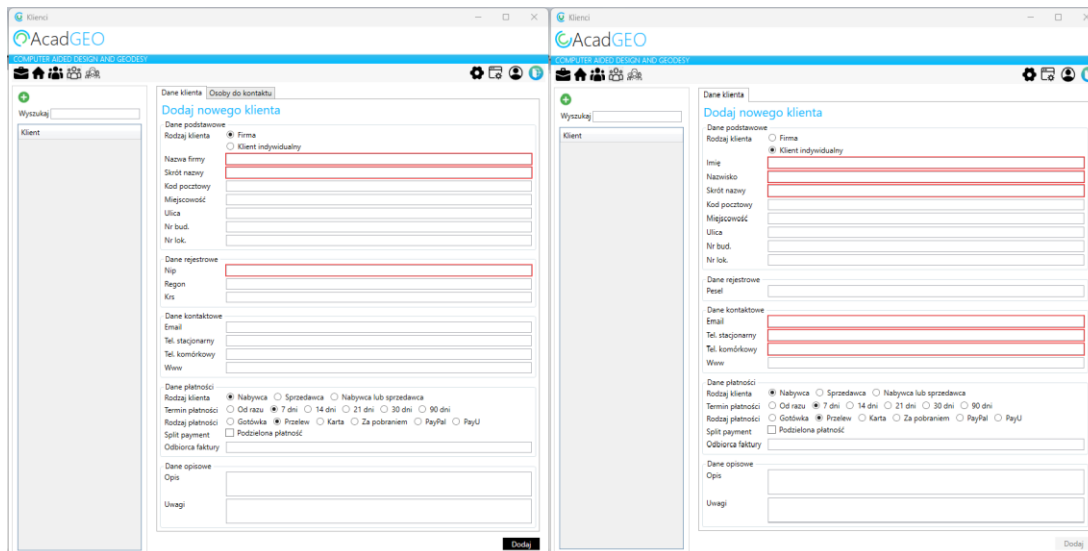 Klienci
AcadGEO
COMPUTER AIDED DESIGN AND GEODESY
Wyszukaj
Klient
Dane klienta Osoby do kontaktu
Dodaj nowego klienta
Dane podstawowe
Rodzaj klienta Firma
Klient indywidualny
Nazwa firmy
Skrót nazwy
Kod pocztowy
Miejscowość
Ulica
Nr bud.
Nr lok.
Dane rejestrowe
Nip
Regon
Krs
Dane kontaktowe
Email
Tel. stacjonarny
Tel. komórkowy
Www
Dane płatności
Rodzaj klienta Nabywca Sprzedawca Nabywca lub sprzedawca
Termin płatności Od razu 7 dni 14 dni 21 dni 30 dni 90 dni
Rodzaj płatności Gotówka Przelew Karta Za pobraniem PayPal PayU
Split payment Podzielona płatność
Odbiorca faktury
Dane opisowe
Opis
Uwagi
Dodaj
Klienci
AcadGEO
COMPUTER AIDED DESIGN AND GEODESY
Wyszukaj
Klient
Dane klienta
Dodaj nowego klienta
Dane podstawowe
Rodzaj klienta Firma
Klient indywidualny
Imię
Nazwisko
Skrót nazwy
Kod pocztowy
Miejscowość
Ulica
Nr bud.
Nr lok.
Dane rejestrowe
Pesel
Dane kontaktowe
Email
Tel. stacjonarny
Tel. komórkowy
Www
Dane płatności
Rodzaj klienta Nabywca Sprzedawca Nabywca lub sprzedawca
Termin płatności Od razu 7 dni 14 dni 21 dni 30 dni 90 dni
Rodzaj płatności Gotówka Przelew Karta Za pobraniem PayPal PayU
Split payment Podzielona płatność
Odbiorca faktury
Dane opisowe
Opis
Uwagi
Dodaj